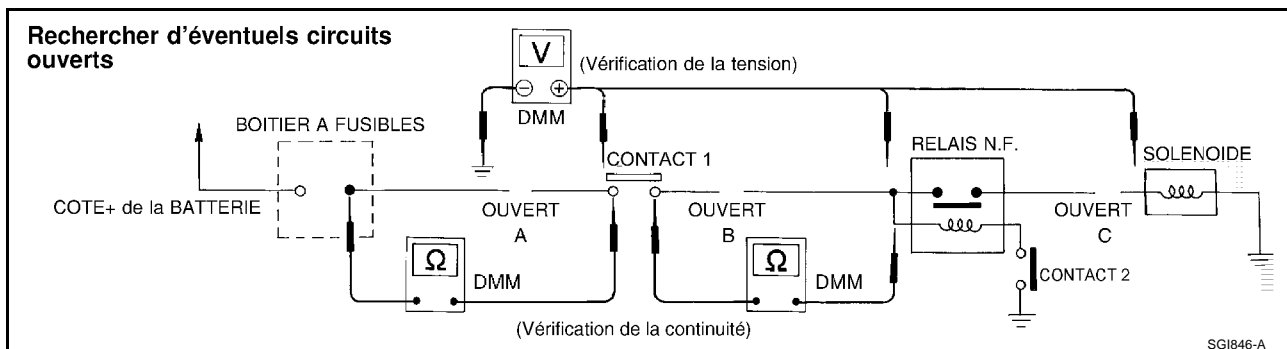 Rechercher d'éventuels circuits
ouverts
V
(Vérification de la tension)
DMM
BOITIER A FUSIBLES
CONTACT 1
RELAIS N.F.
SOLENOIDE
COTE+ de la BATTERIE
OUVERT
A
OUVERT
B
OUVERT
C
Ω
DMM
Ω
DMM
CONTACT 2
(Vérification de la continuité)
SGI846-A